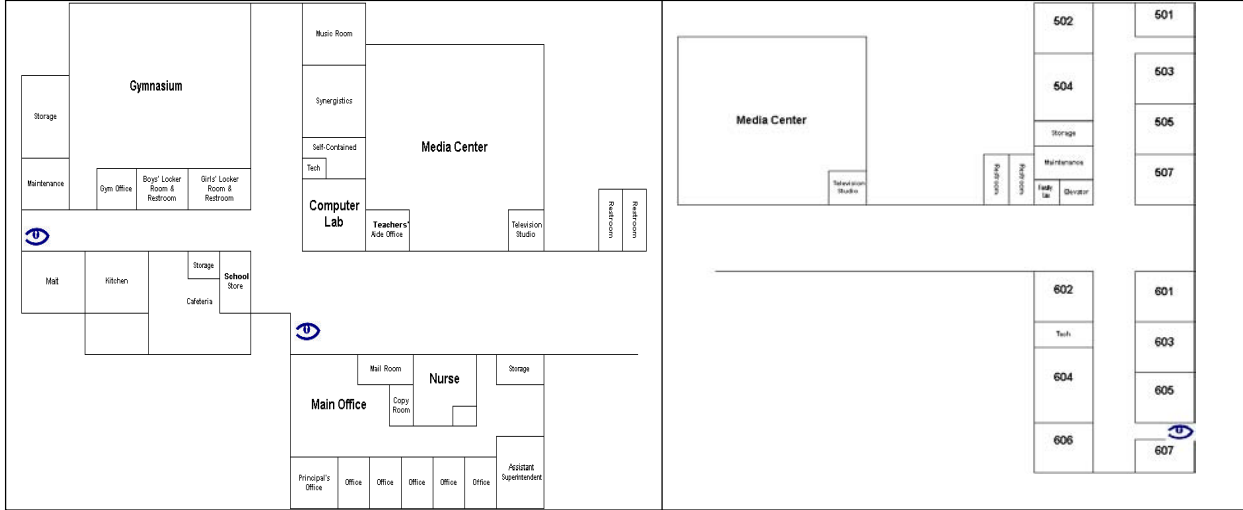 Music Room
Gymnasium
Storage
Synergistics
Self-Contained
Tech
Media Center
Maintenance
Gym Office
Boys' Locker
Room &
Restroom
Girls' Locker
Room &
Restroom
Computer
Lab
Teachers'
Aide Office
Television
Studio
Restroom
Restroom
Kitchen
Storage
Cafeteria
School
Store
Mail Room
Nurse
Storage
Main Office
Copy
Room
Principal's
Office
Office
Office
Office
Office
Office
Assistant
Superintendent
502
501
504
503
505
507
Media Center
Storage
Maintenance
Television
Studio
Restroom
Restroom
Elevator
602
601
Tech
603
604
605
606
607